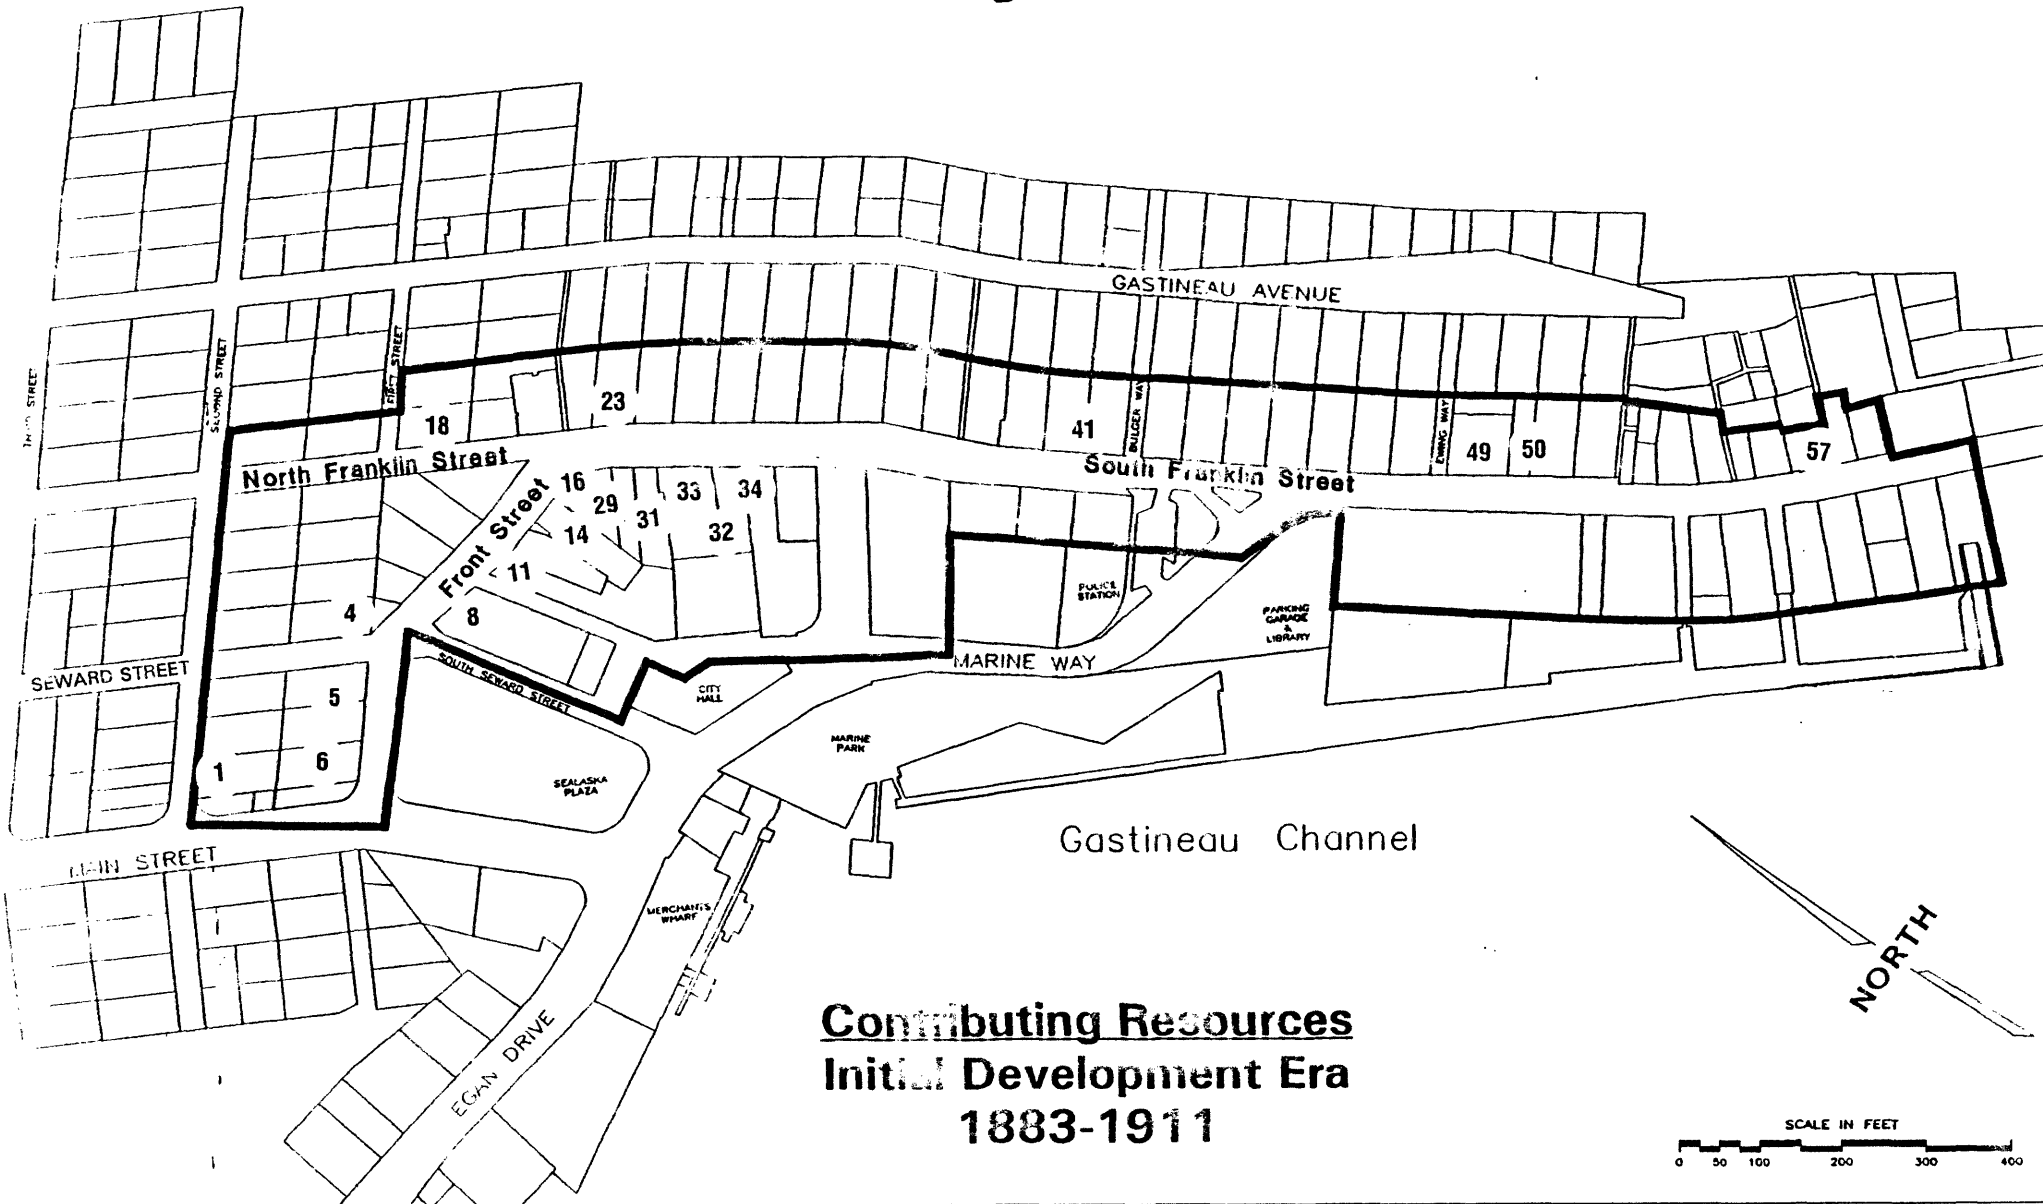 SECOND STREET
FIRST STREET
GASTINEAU AVENUE
23
18
41
BULGER WAY
EWING WAY
49
50
57
North Franklin Street
South Franklin Street
Front Street
16
29
33
34
31
14
32
11
4
8
POLICE
STATION
PARKING
GARAGE
&
LIBRARY
MARINE WAY
SEWARD STREET
SOUTH SEWARD STREET
CITY
HALL
5
1
6
MARINE
PARK
SEALASKA
PLAZA
MAIN STREET
Gastineau Channel
MERCHANTS
WHARF
EGAN DRIVE
NORTH
Contributing Resources
Initial Development Era
1883-1911
SCALE IN FEET
0 50 100 200 300 400